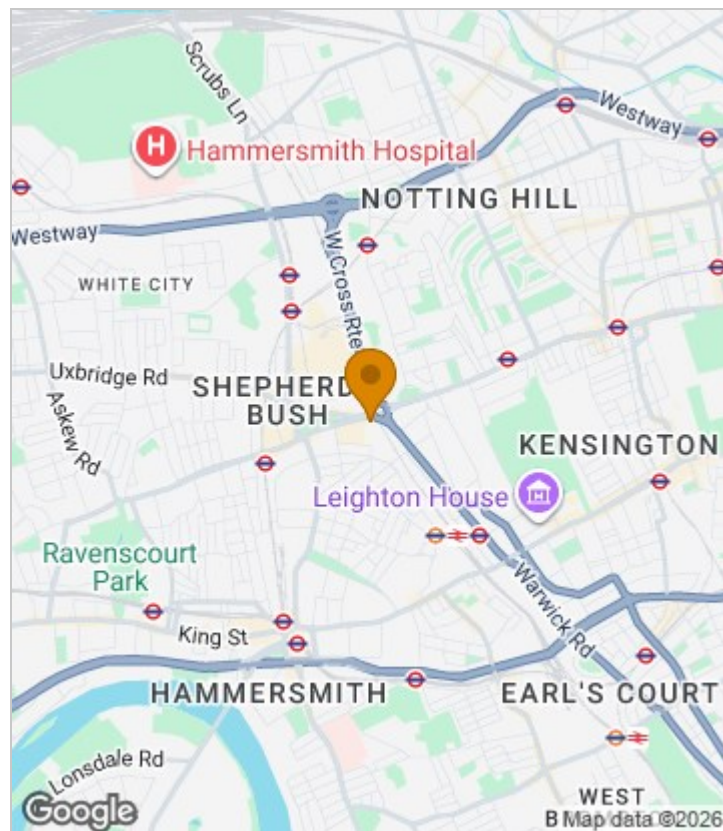 Scrubs Ln
Westway
Hammersmith Hospital
NOTTING HILL
Westway
W Cross Rte
WHITE CITY
Uxbridge Rd
SHEPHERD
BUSH
Askew Rd
KENSINGTON
Leighton House
Ravenscourt
Park
Warwick Rd
King St
HAMMERSMITH
EARL'S COURT
Lonsdale Rd
WEST
Google
Map data ©2026